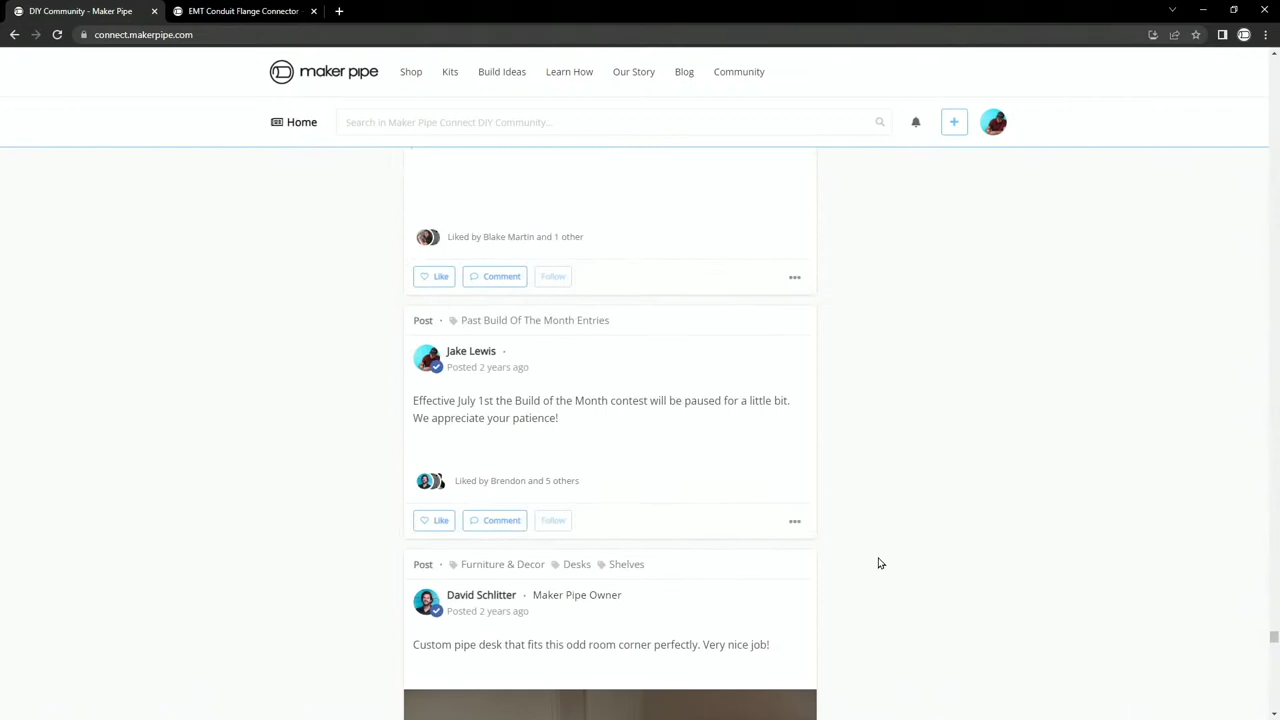 DIY Community - Maker Pipe
EMT Conduit Flange Connector -
connect.makerpipe.com
maker pipe
Shop
Kits
Build Ideas
Learn How
Our Story
Blog
Community
Home
Search in Maker Pipe Connect DIY Community...
Liked by Blake Martin and 1 other
Like
Comment
Follow
Post · Past Build Of The Month Entries
Jake Lewis ·
Posted 2 years ago
Effective July 1st the Build of the Month contest will be paused for a little bit.
We appreciate your patience!
Liked by Brendon and 5 others
Like
Comment
Follow
Post · Furniture & Decor Desks Shelves
David Schlitter · Maker Pipe Owner
Posted 2 years ago
Custom pipe desk that fits this odd room corner perfectly. Very nice job!